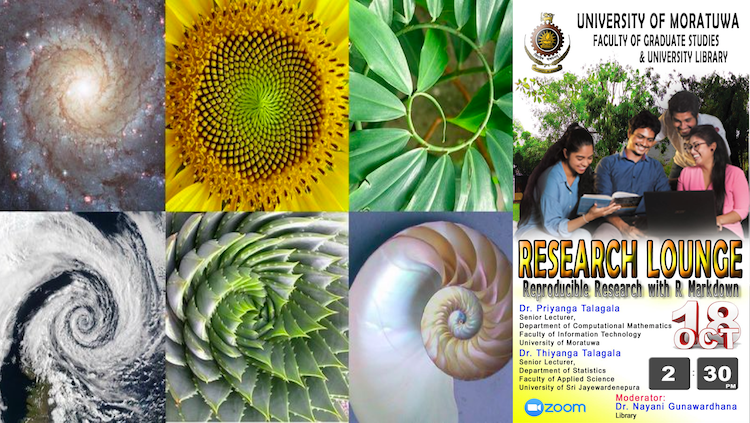 UNIVERSITY OF MORATUWA
FACULTY OF GRADUATE STUDIES
& UNIVERSITY LIBRARY
RESEARCH LOUNGE
Reproducible Research with R Markdown
Dr. Priyanga Talagala
Senior Lecturer,
Department of Computational Mathematics
Faculty of Information Technology
University of Moratuwa
18
OCT
Dr. Thiyanga Talagala
Senior Lecturer,
Department of Statistics
Faculty of Applied Science
University of Sri Jayewardenepura
2 : 30 PM
zoom
Moderator:
Dr. Nayani Gunawardhana
Library